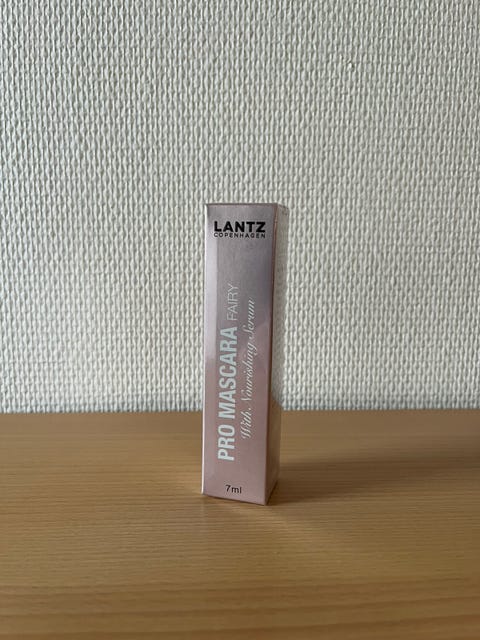 LANTZ
COPENHAGEN
PRO MASCARA FAIRY
With Nourishing Serum
7ml